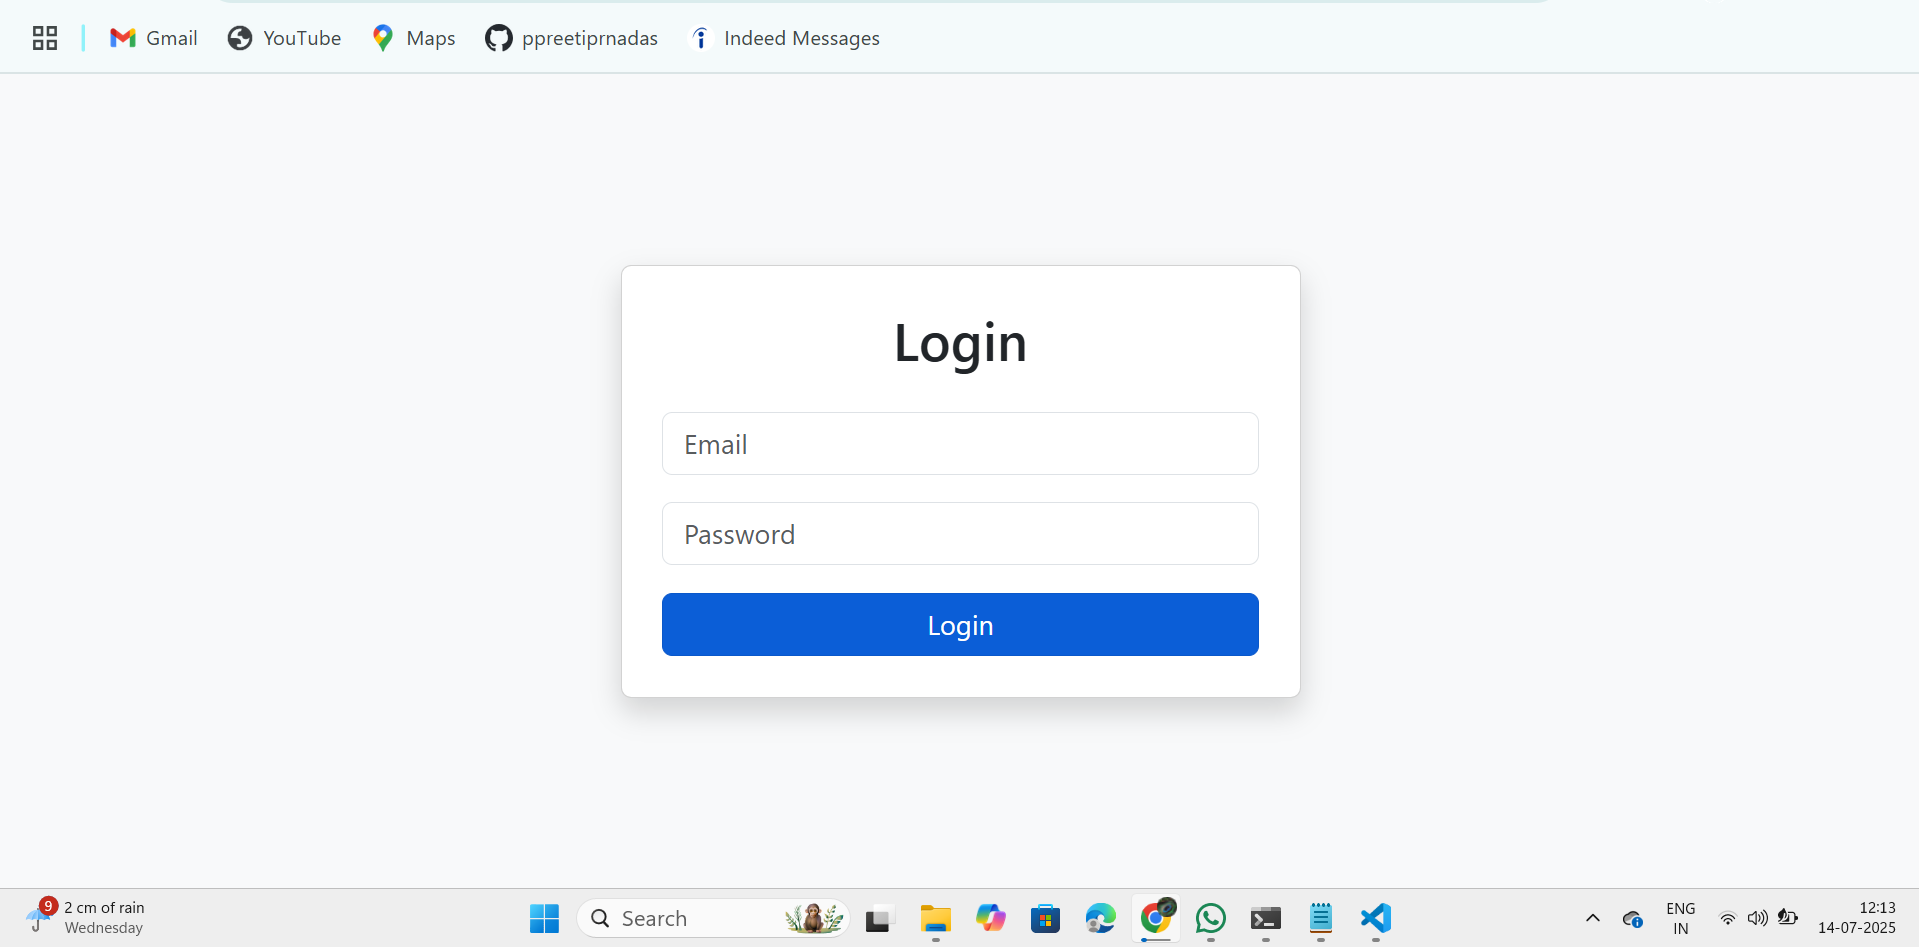 Gmail YouTube Maps ppreetiprnadas Indeed Messages
Login
Email
Password
Login
9 2 cm of rain
Wednesday
Search
ENG
IN
12:13
14-07-2025